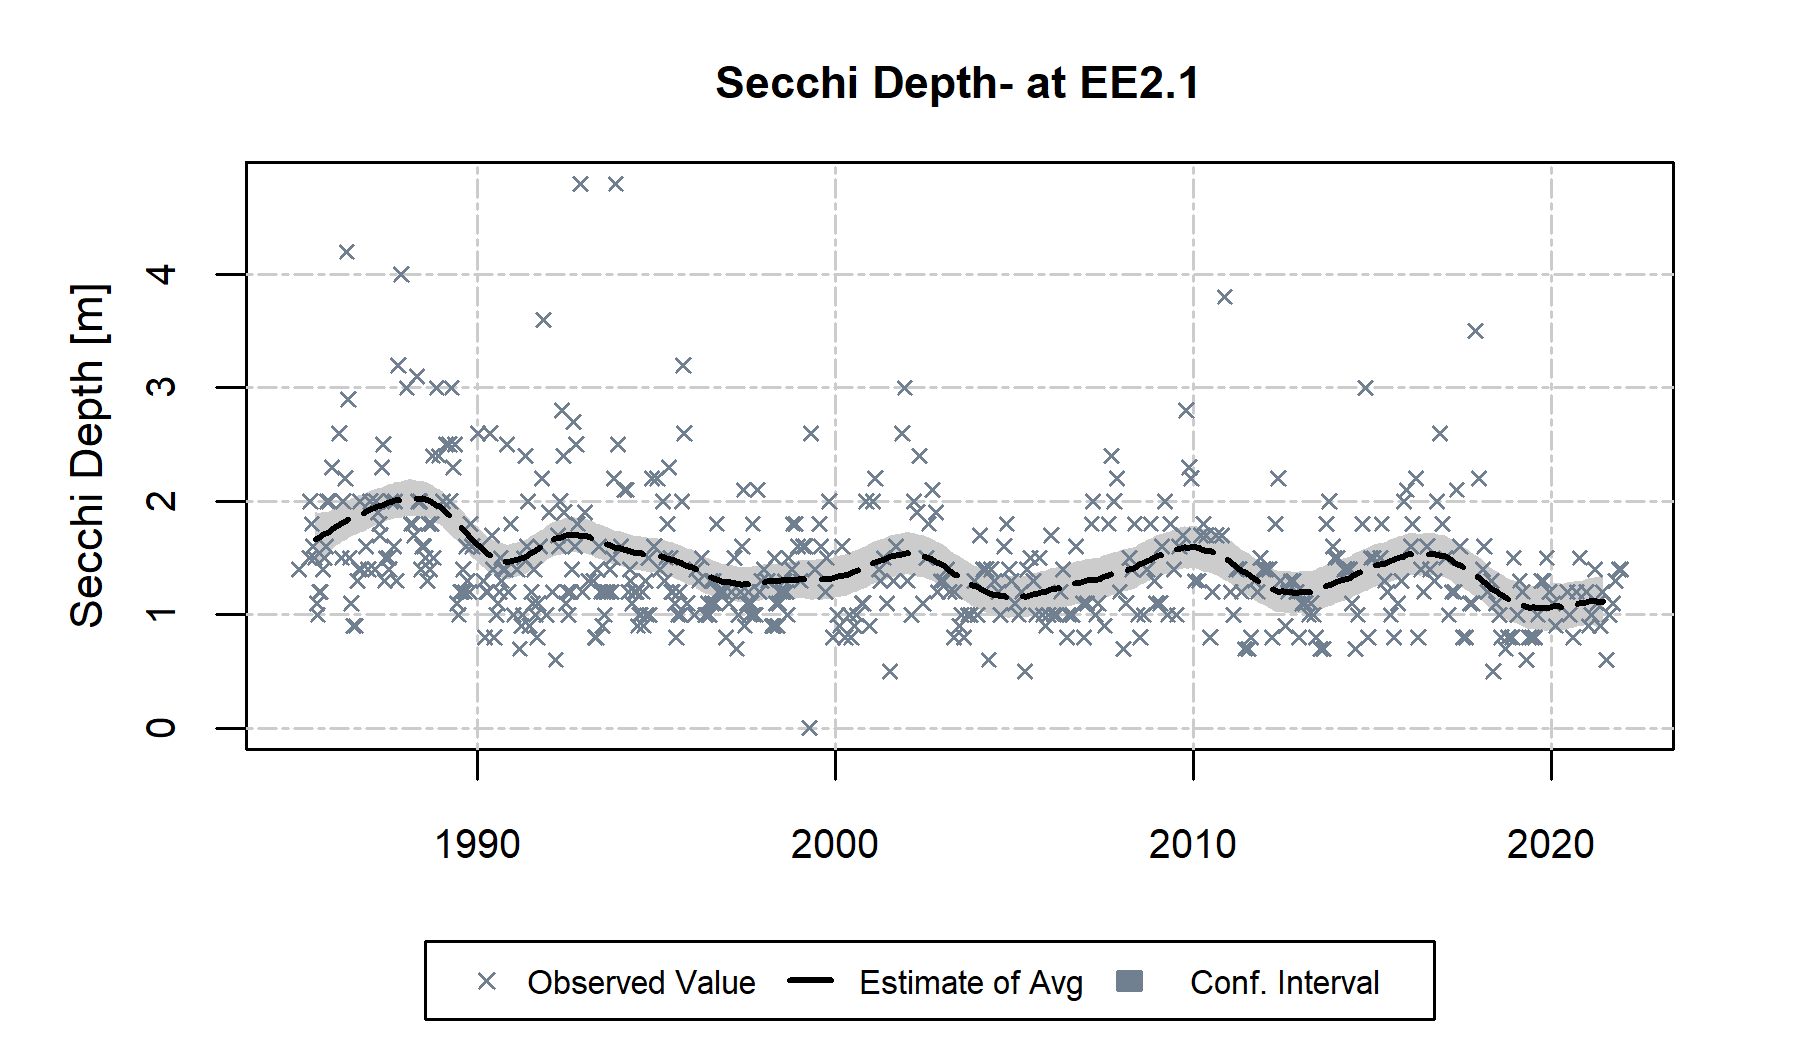 Secchi Depth- at EE2.1
Secchi Depth [m]
4
3
2
1
0
1990 2000 2010 2020
Observed Value Estimate of Avg Conf. Interval